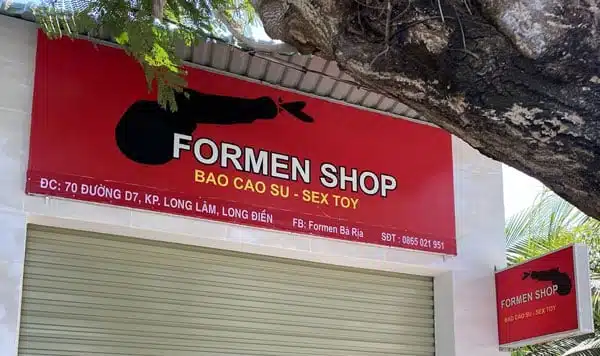 FORMEN SHOP
BAO CAO SU - SEX TOY
ĐC: 70 ĐƯỜNG D7, KP. LONG LÂM, LONG ĐIỀN FB: Formen Bà Rịa SĐT : 0865 021 951
FORMEN SHOP
BAO CAO SU - SEX TOY